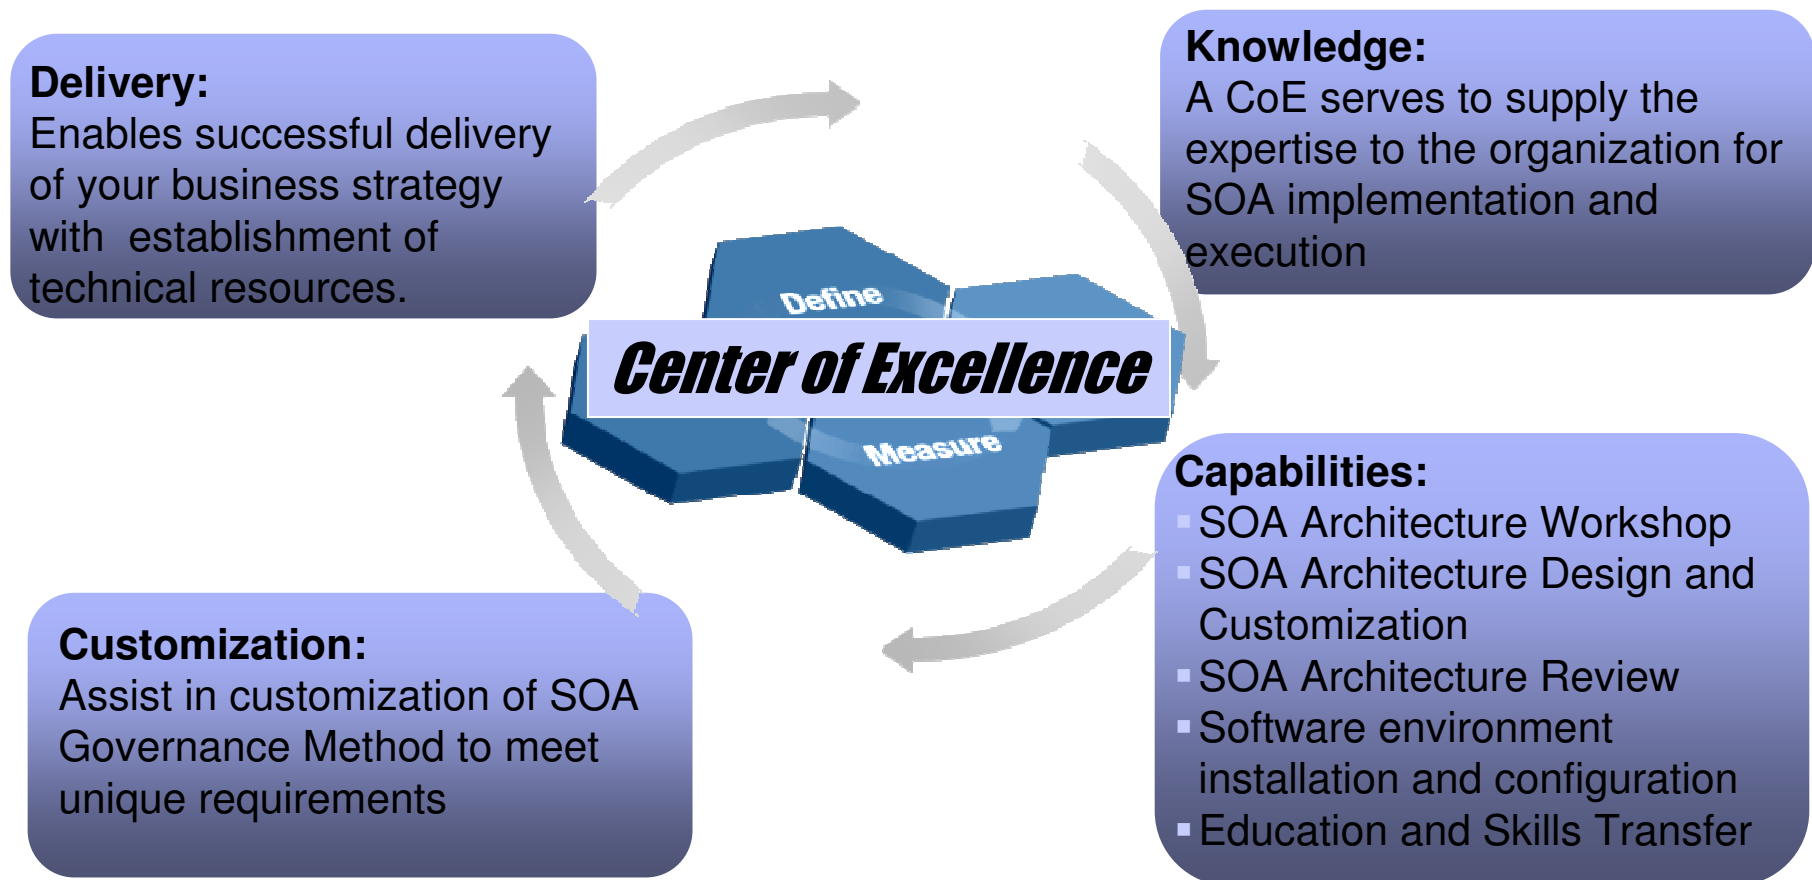 Delivery:
Enables successful delivery
of your business strategy
with  establishment of
technical resources.
Knowledge:
A CoE serves to supply the
expertise to the organization for
SOA implementation and
execution
Define
Center of Excellence
Measure
Customization:
Assist in customization of SOA
Governance Method to meet
unique requirements
Capabilities:
▪SOA Architecture Workshop
▪SOA Architecture Design and
Customization
▪SOA Architecture Review
▪Software environment
installation and configuration
▪Education and Skills Transfer